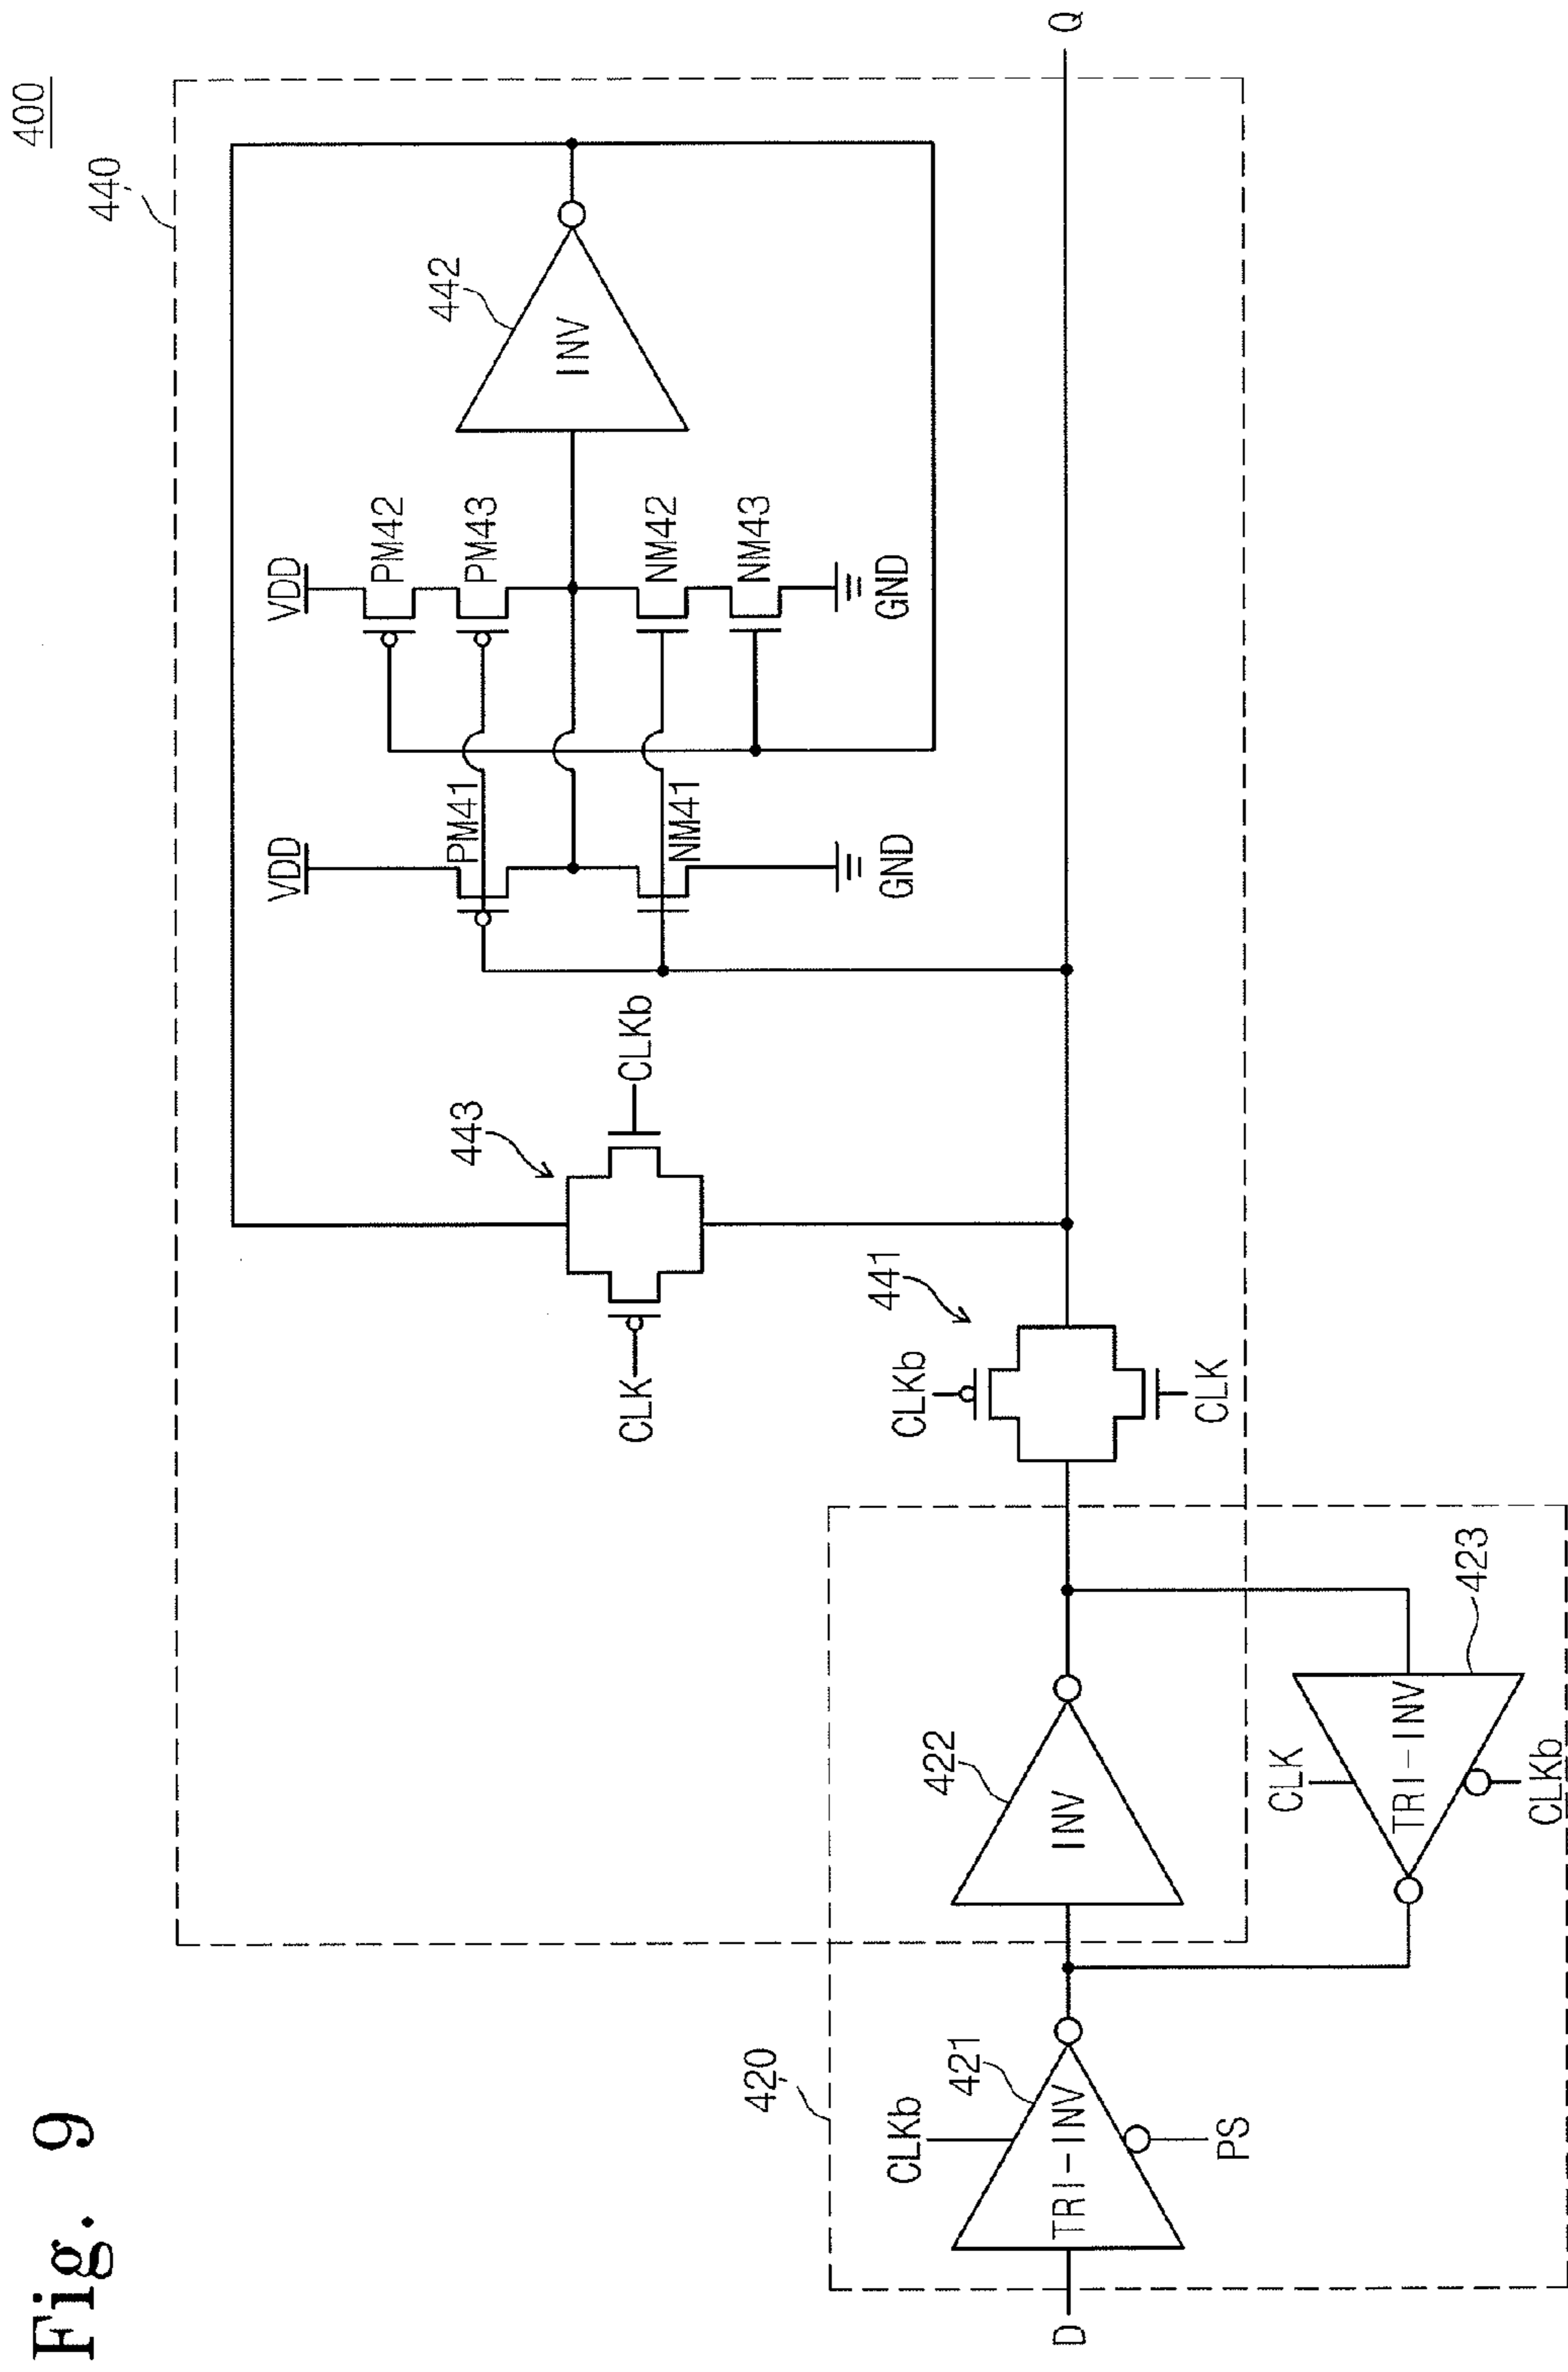 Fig. 9
400
440
442
INV
VDD
PM42
PM43
NM42
NM43
GND
VDD
PM41
NM41
GND
443
CLKb
CLK
441
CLKb
CLK
Q
420
421
CLKb
TRI-INV
PS
D
422
INV
423
CLK
TRI-INV
CLKb